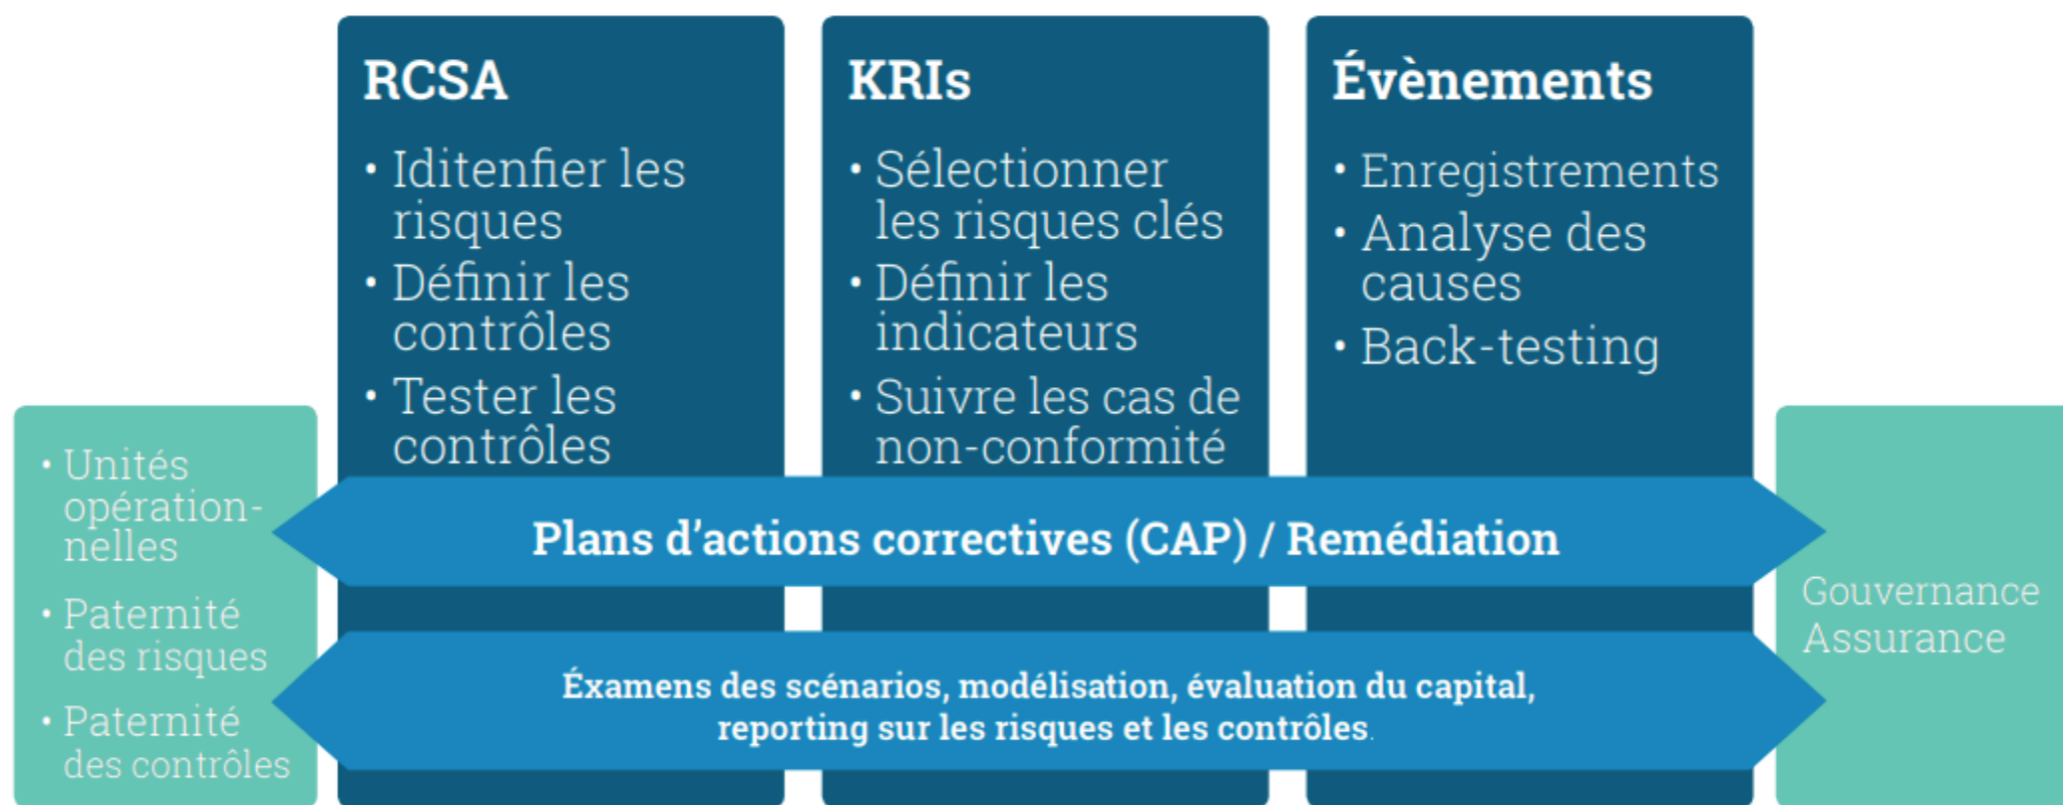 RCSA
• Iditenfier les
risques
• Définir les
contrôles
• Tester les
contrôles
KRIs
• Sélectionner
les risques clés
• Définir les
indicateurs
• Suivre les cas de
non-conformité
Évènements
• Enregistrements
• Analyse des
causes
• Back-testing
• Unités
opération-
nelles
• Paternité
des risques
• Paternité
des contrôles
Plans d’actions correctives (CAP) / Remédiation
Éxamens des scénarios, modélisation, évaluation du capital,
reporting sur les risques et les contrôles.
Gouvernance
Assurance